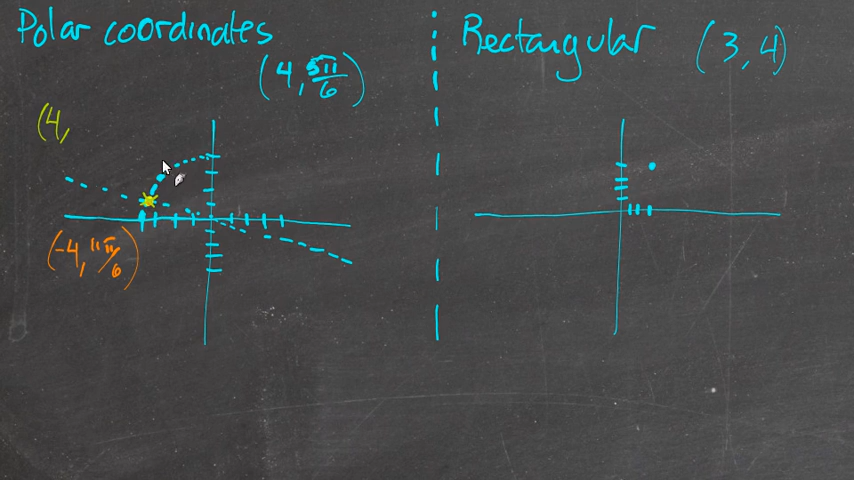 Polar coordinates
(4, 5π/6)
(4,
(-4, 11π/6)
Rectangular (3, 4)